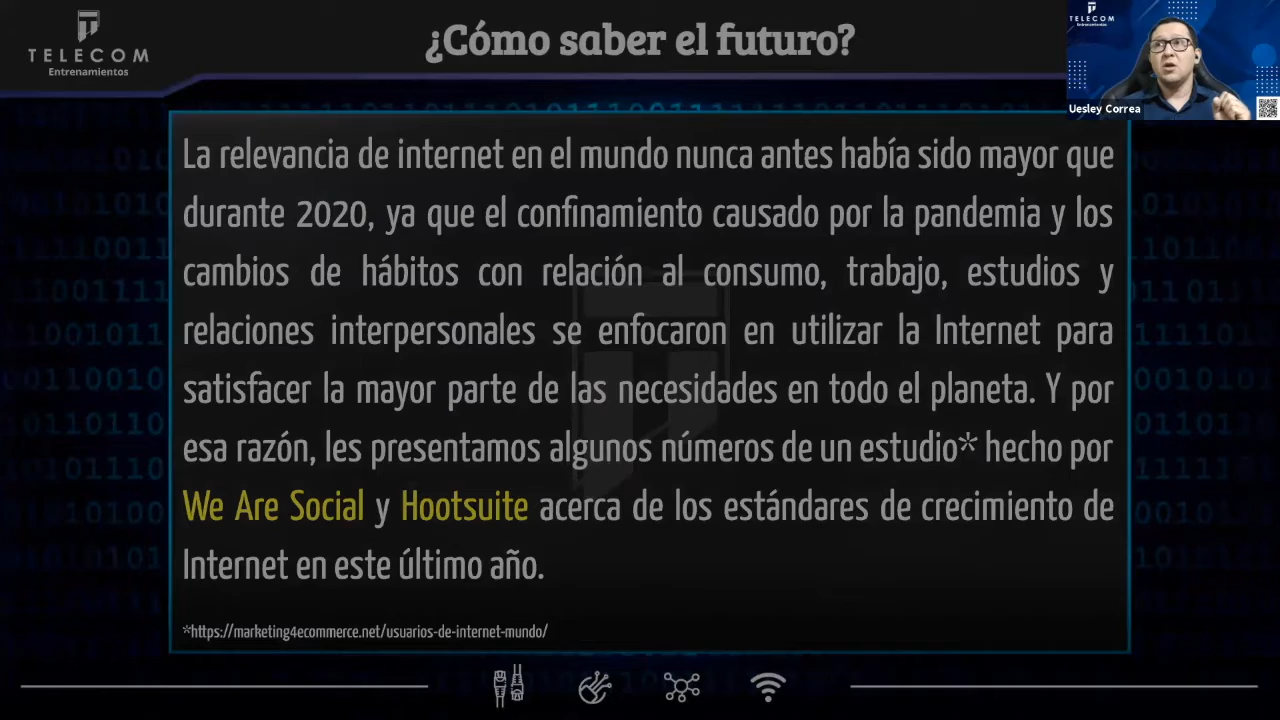 TELECOM
Entrenamientos
¿Cómo saber el futuro?
TELECOM
Entrenamientos
Uesley Correa
La relevancia de internet en el mundo nunca antes había sido mayor que
durante 2020, ya que el confinamiento causado por la pandemia y los
cambios de hábitos con relación al consumo, trabajo, estudios y
relaciones interpersonales se enfocaron en utilizar la Internet para
satisfacer la mayor parte de las necesidades en todo el planeta. Y por
esa razón, les presentamos algunos números de un estudio* hecho por
We Are Social y Hootsuite acerca de los estándares de crecimiento de
Internet en este último año.
*https://marketing4ecommerce.net/usuarios-de-internet-mundo/